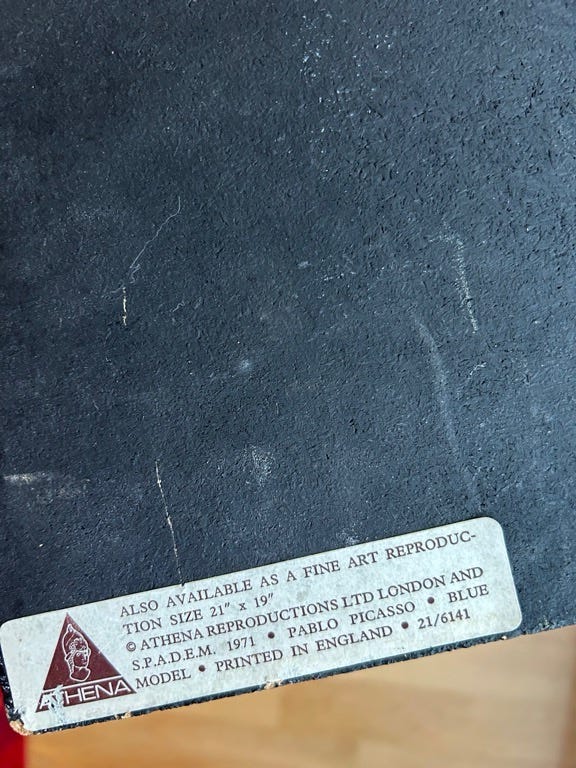 ALSO AVAILABLE AS A FINE ART REPRODUC-
TION SIZE 21" x 19"
© ATHENA REPRODUCTIONS LTD LONDON AND
S.P.A.D.E.M. 1971 • PABLO PICASSO • BLUE
MODEL • PRINTED IN ENGLAND • 21/6141
ATHENA